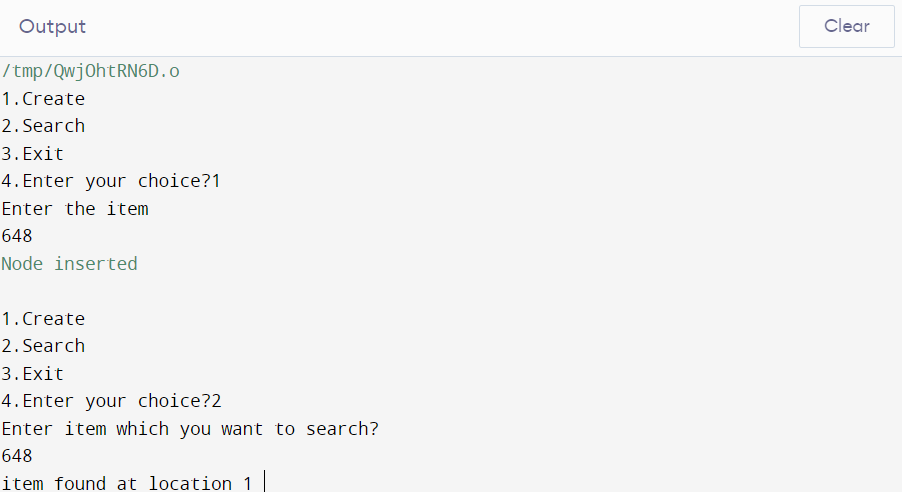 Output
Clear
/tmp/QwjOhtRN6D.o
1.Create
2.Search
3.Exit
4.Enter your choice?1
Enter the item
648
Node inserted
1.Create
2.Search
3.Exit
4.Enter your choice?2
Enter item which you want to search?
648
item found at location 1